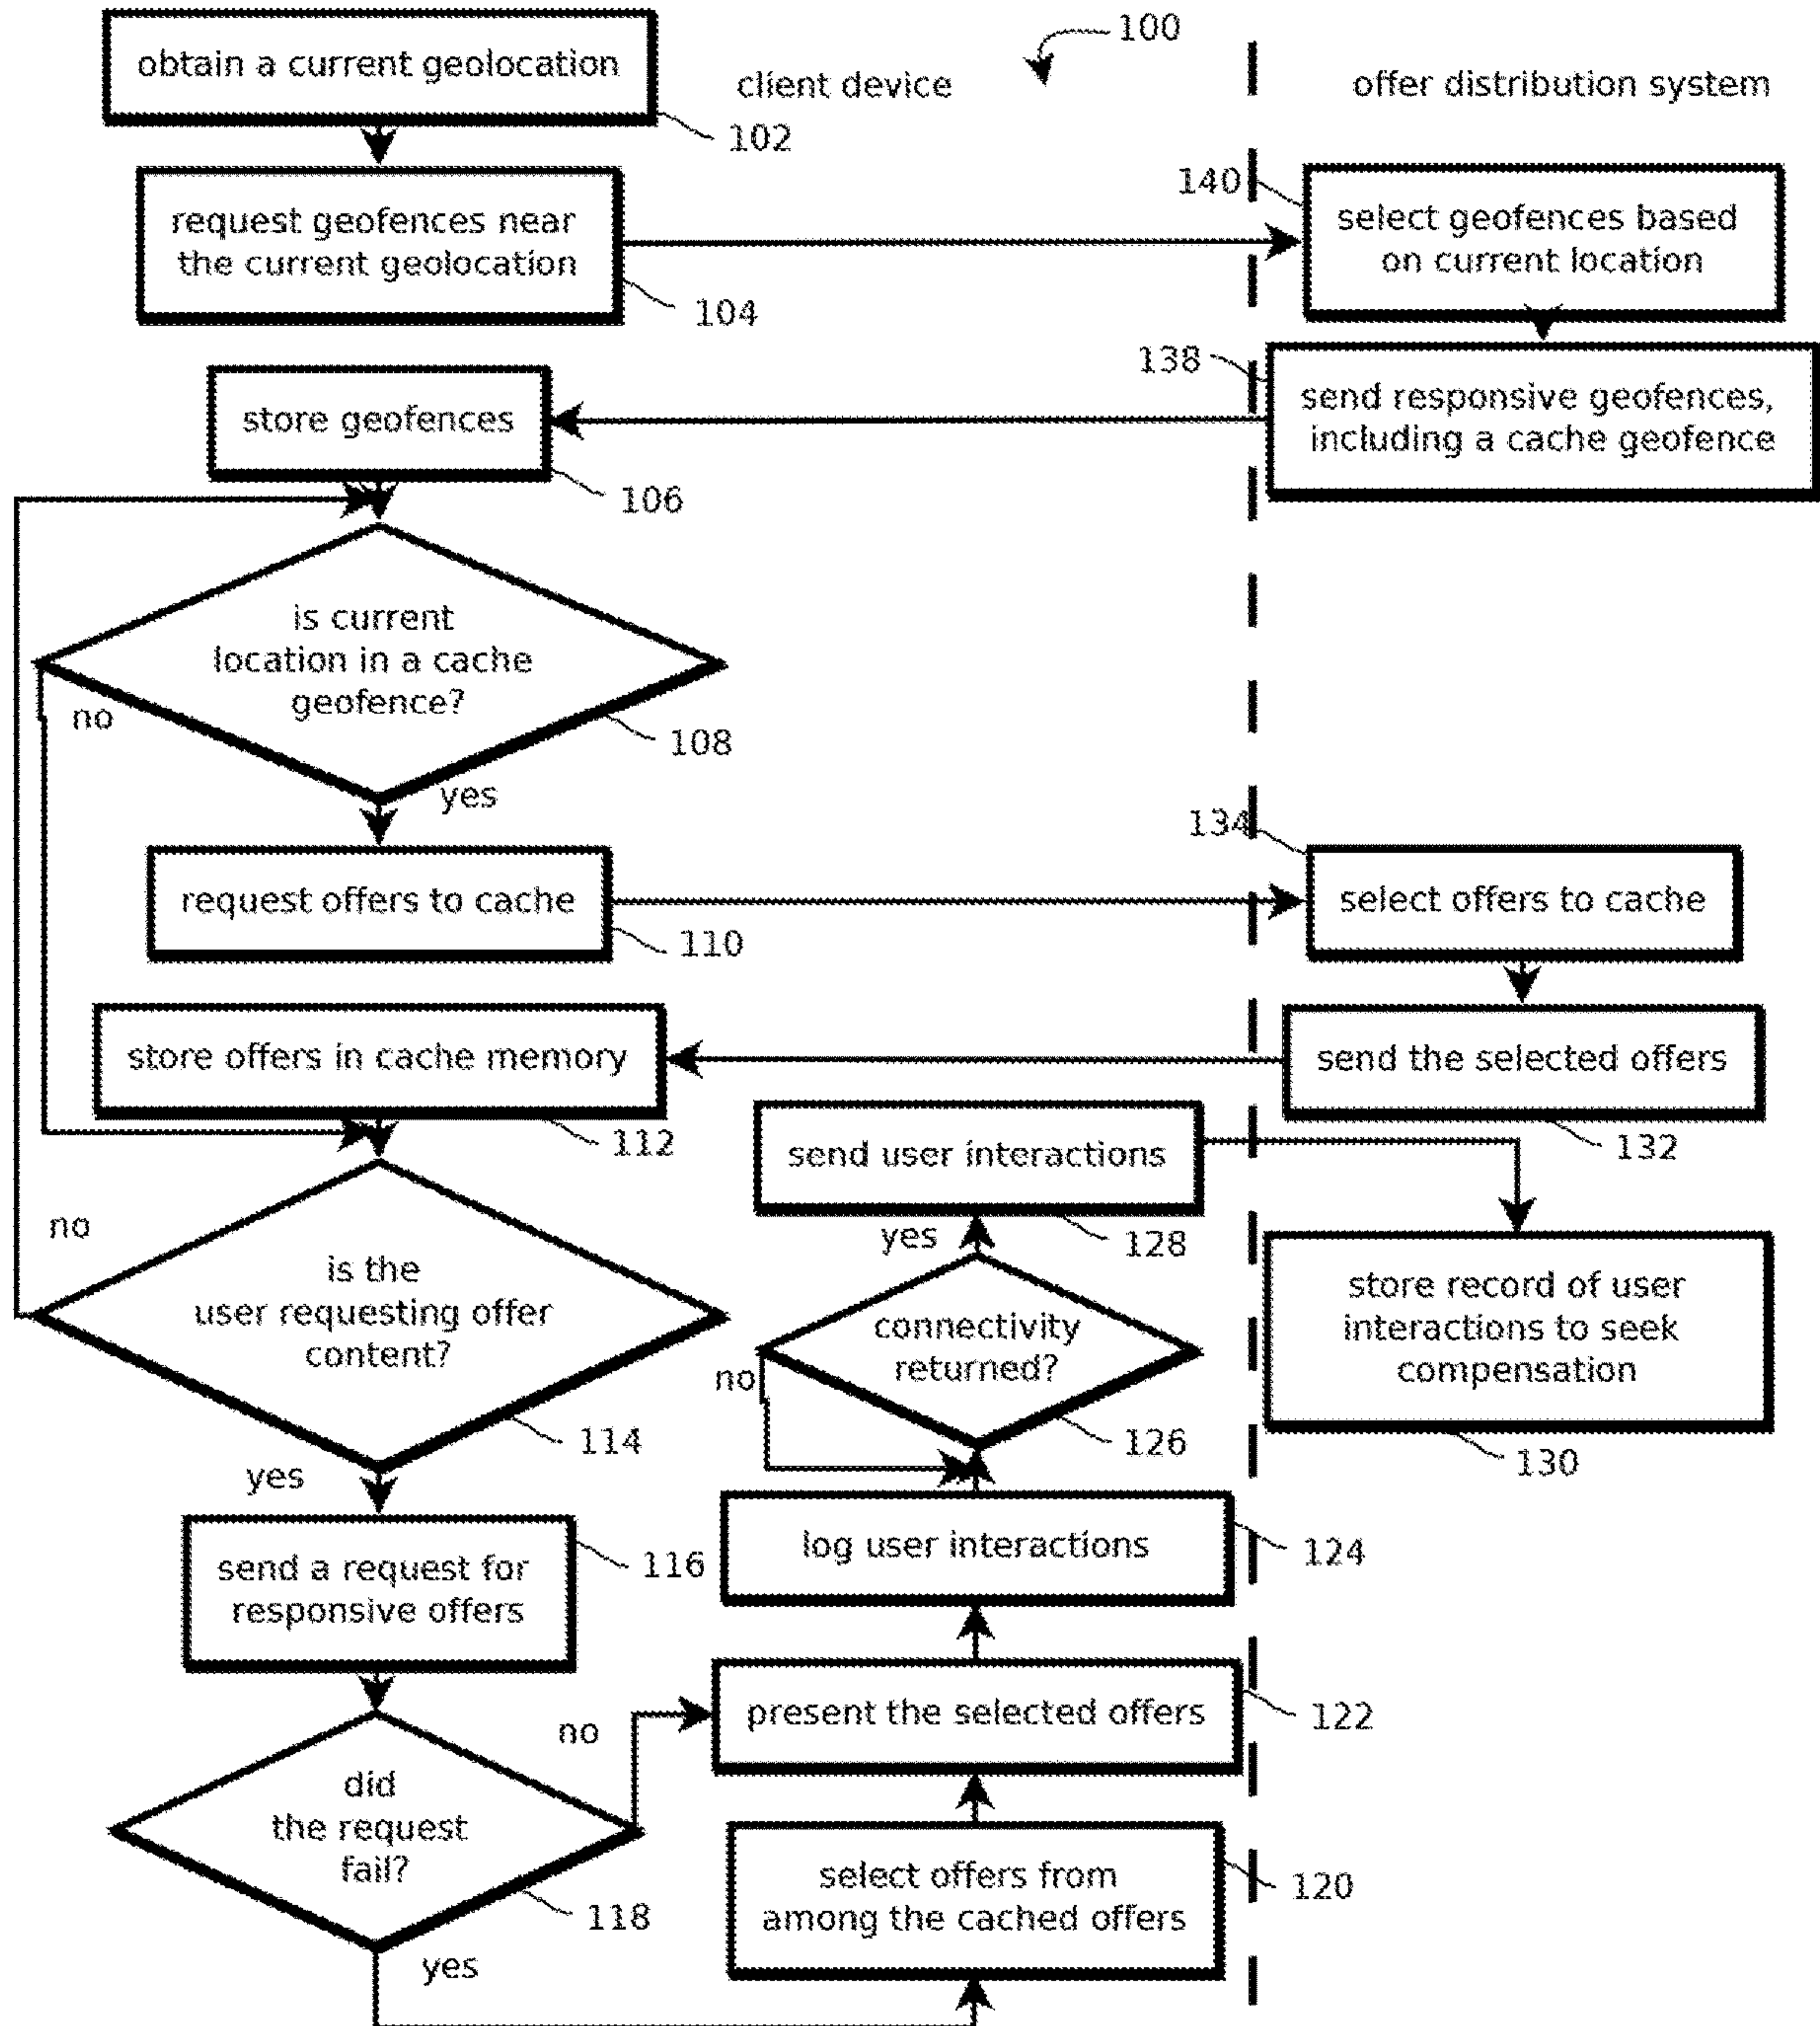 100
client device
offer distribution system
obtain a current geolocation
102
request geofences near
the current geolocation
104
140
select geofences based
on current location
138
send responsive geofences,
including a cache geofence
store geofences
106
is current
location in a cache
geofence?
no
108
yes
request offers to cache
110
134
select offers to cache
store offers in cache memory
112
send the selected offers
132
send user interactions
128
yes
no
is the
user requesting offer
content?
114
yes
connectivity
returned?
no
126
store record of user
interactions to seek
compensation
130
log user interactions
124
send a request for
responsive offers
116
present the selected offers
122
no
did
the request
fail?
118
yes
select offers from
among the cached offers
120